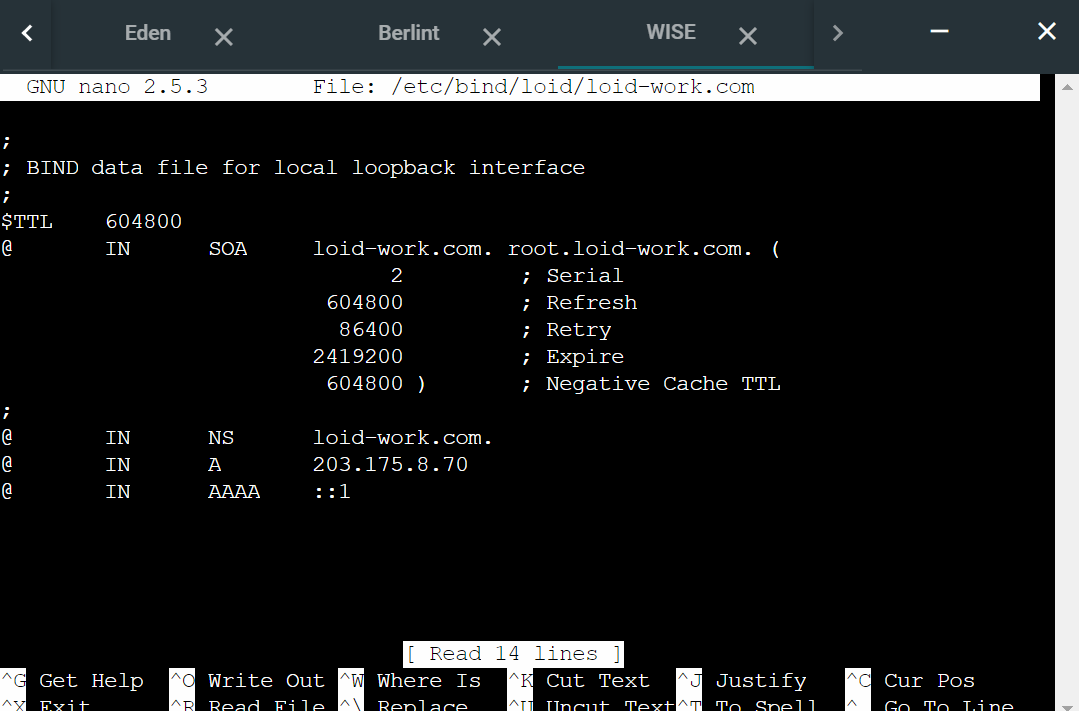 Eden Berlint WISE
GNU nano 2.5.3 File: /etc/bind/loid/loid-work.com
;
; BIND data file for local loopback interface
;
$TTL 604800
@ IN SOA loid-work.com. root.loid-work.com. (
2 ; Serial
604800 ; Refresh
86400 ; Retry
2419200 ; Expire
604800 ) ; Negative Cache TTL
;
@ IN NS loid-work.com.
@ IN A 203.175.8.70
@ IN AAAA ::1
[ Read 14 lines ]
^G Get Help ^O Write Out ^W Where Is ^K Cut Text ^J Justify ^C Cur Pos
^X Exit ^R Read File ^\ Replace ^U Uncut Text ^T To Spell ^_ Go To Line